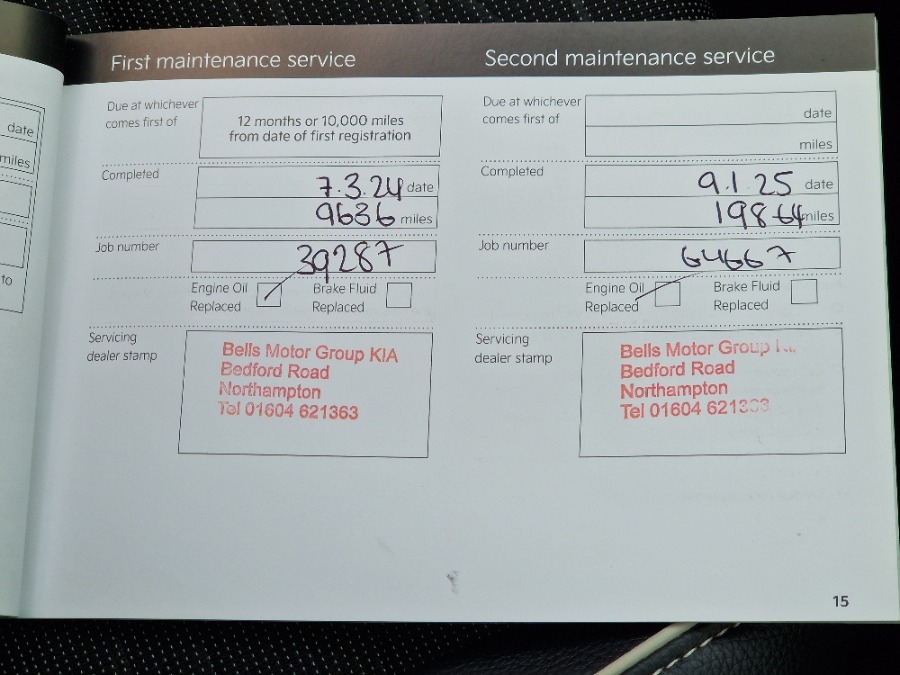 date
miles
to
First maintenance service
Due at whichever
comes first of
12 months or 10,000 miles
from date of first registration
Completed
7.3.24 date
9636 miles
Job number
39287
Engine Oil
Replaced
Brake Fluid
Replaced
Servicing
dealer stamp
Bells Motor Group KIA
Bedford Road
Northampton
Tel 01604 621363
Second maintenance service
Due at whichever
comes first of
date
miles
Completed
9.1.25 date
19864 miles
Job number
64667
Engine Oil
Replaced
Brake Fluid
Replaced
Servicing
dealer stamp
Bells Motor Group
Bedford Road
Northampton
Tel 01604
15